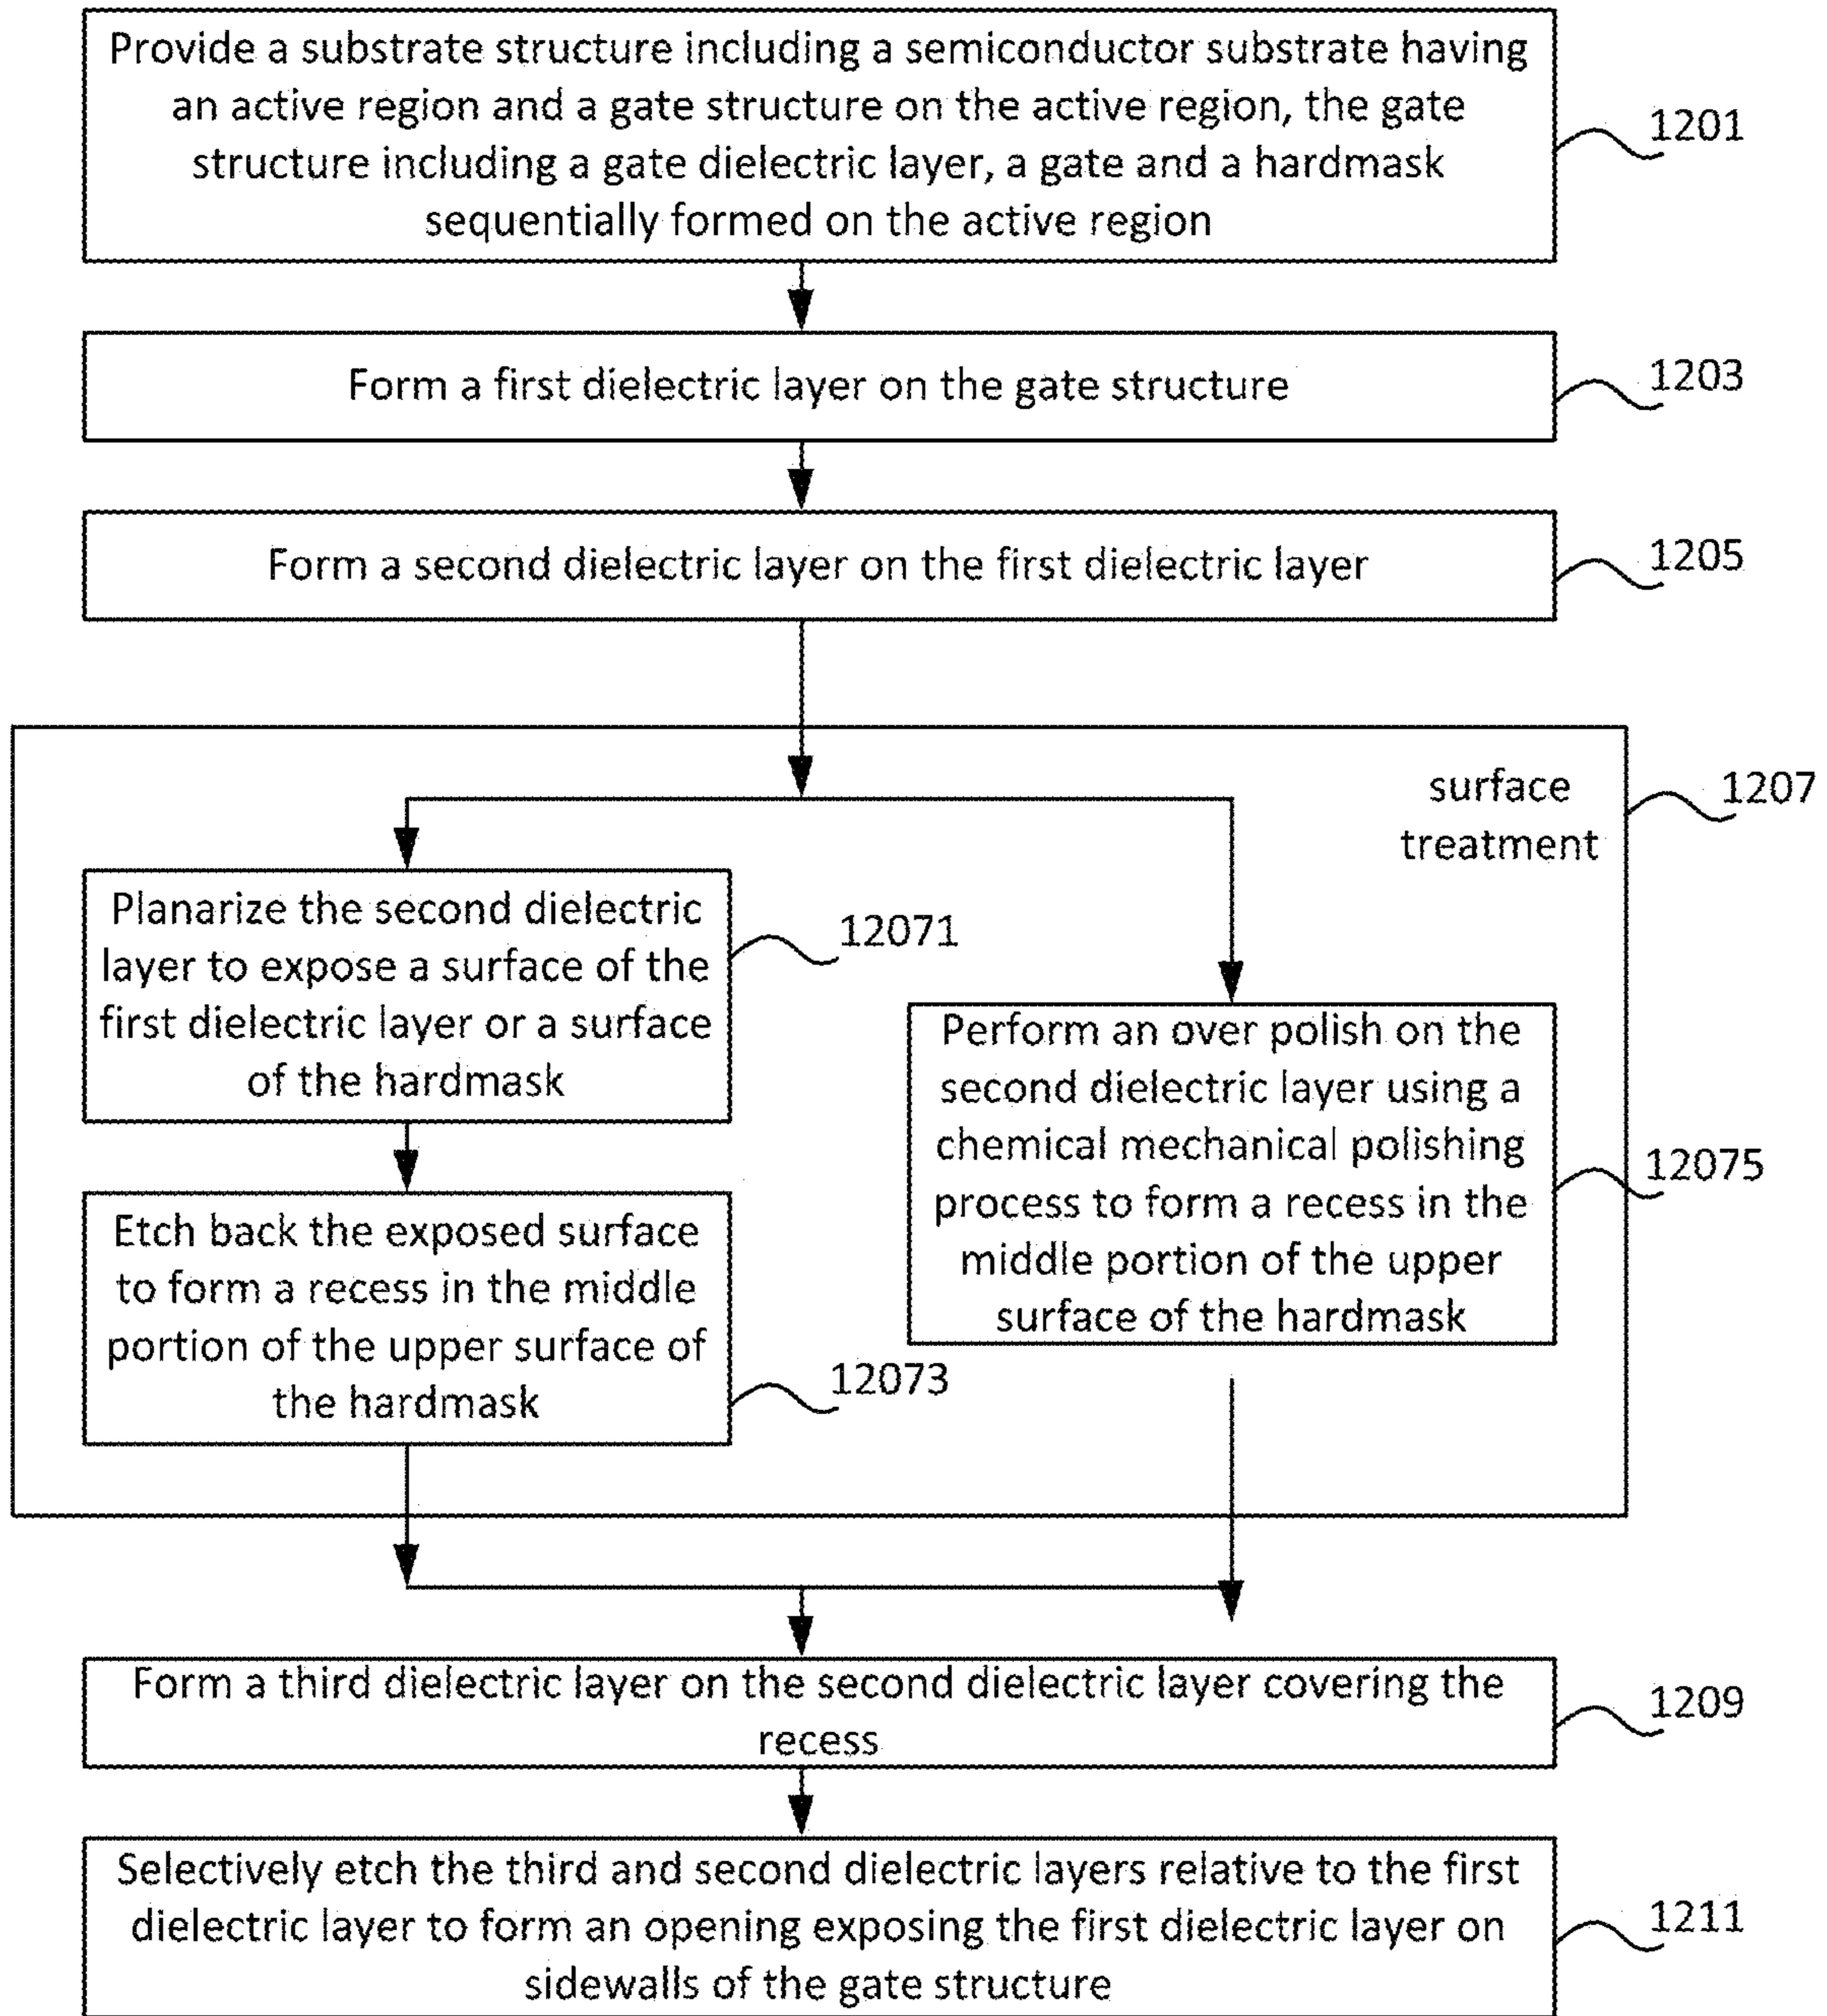 Provide a substrate structure including a semiconductor substrate having
an active region and a gate structure on the active region, the gate
structure including a gate dielectric layer, a gate and a hardmask
sequentially formed on the active region
1201
Form a first dielectric layer on the gate structure
1203
Form a second dielectric layer on the first dielectric layer
1205
surface
treatment
1207
Planarize the second dielectric
layer to expose a surface of the
first dielectric layer or a surface
of the hardmask
12071
Etch back the exposed surface
to form a recess in the middle
portion of the upper surface of
the hardmask
12073
Perform an over polish on the
second dielectric layer using a
chemical mechanical polishing
process to form a recess in the
middle portion of the upper
surface of the hardmask
12075
Form a third dielectric layer on the second dielectric layer covering the
recess
1209
Selectively etch the third and second dielectric layers relative to the first
dielectric layer to form an opening exposing the first dielectric layer on
sidewalls of the gate structure
1211